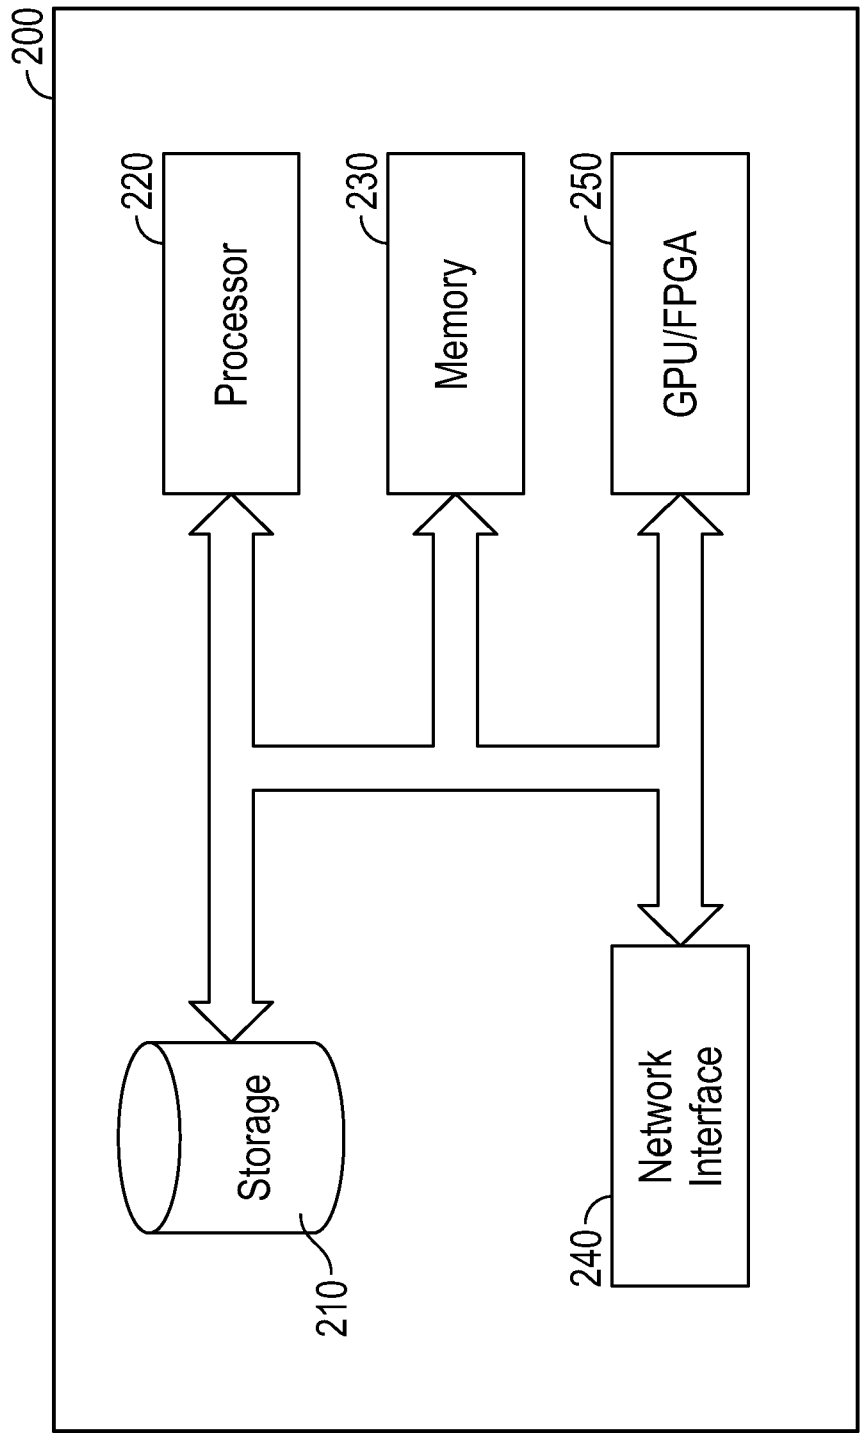 200
210
Storage
220
Processor
230
Memory
240
Network
Interface
250
GPU/FPGA